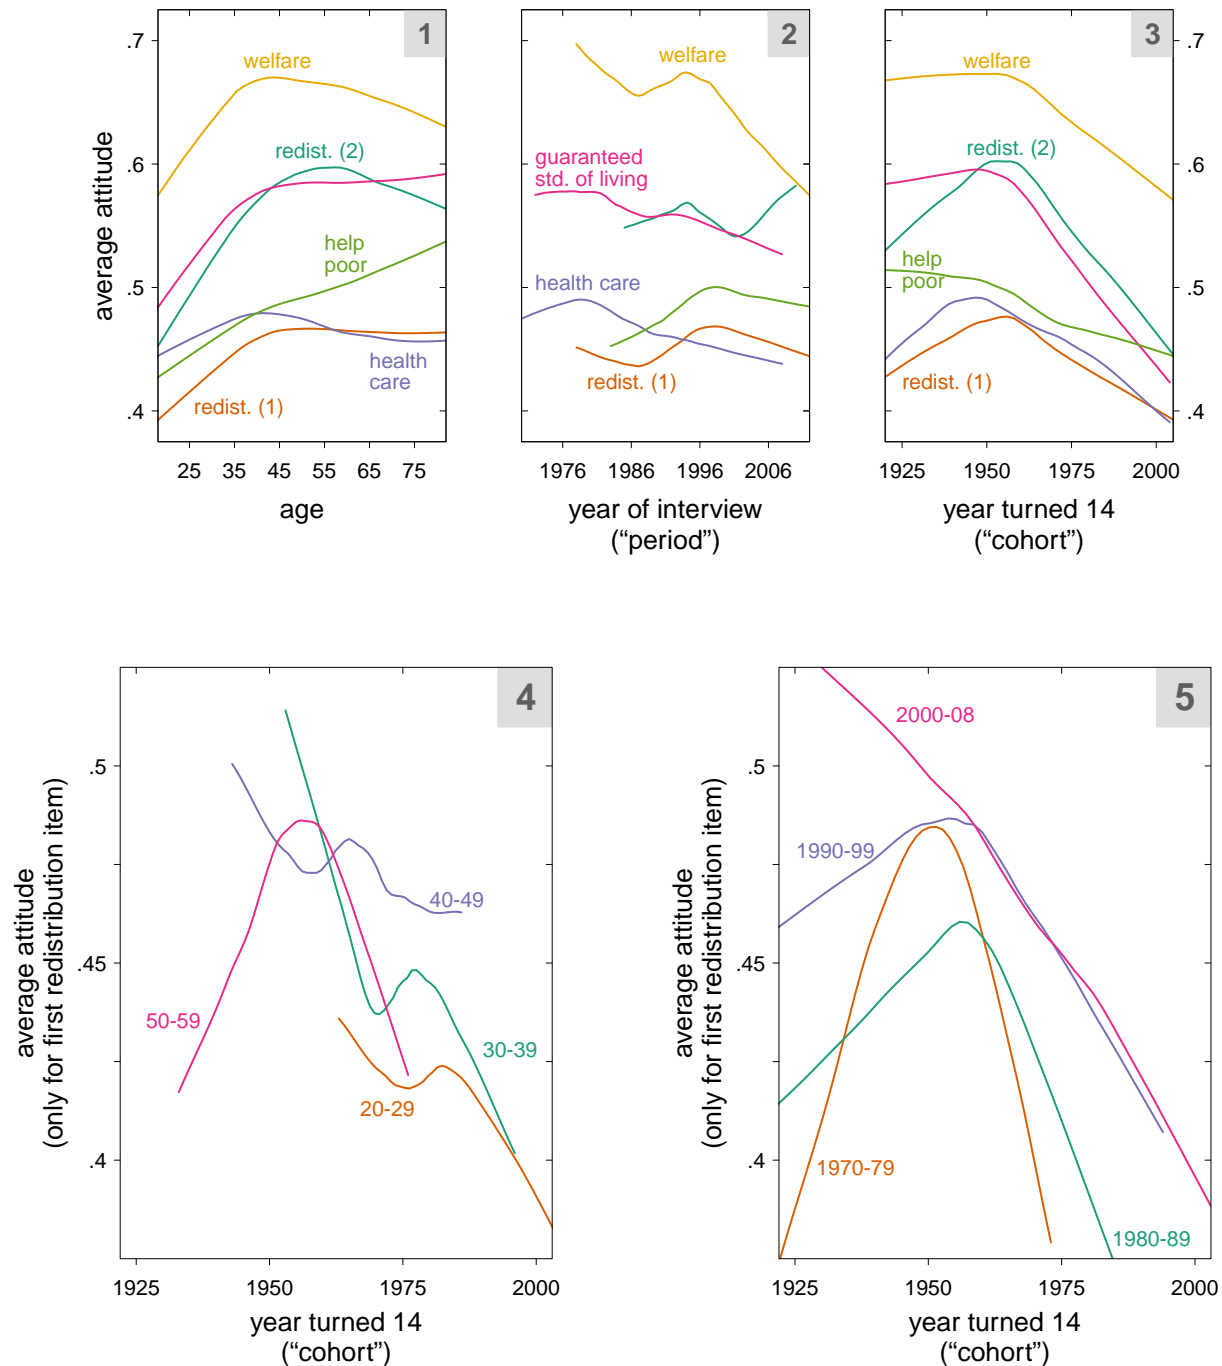 1
2
3
.7
.6
.5
.4
average attitude
welfare
redist. (2)
help
poor
health
care
redist. (1)
25 35 45 55 65 75
age
welfare
guaranteed
std. of living
health care
redist. (1)
1976 1986 1996 2006
year of interview
(“period”)
welfare
redist. (2)
help
poor
redist. (1)
.7
.6
.5
.4
1925 1950 1975 2000
year turned 14
(“cohort”)
4
average attitude
(only for first redistribution item)
.5
.45
.4
40-49
50-59
30-39
20-29
1925 1950 1975 2000
year turned 14
(“cohort”)
5
average attitude
(only for first redistribution item)
.5
.45
.4
2000-08
1990-99
1970-79
1980-89
1925 1950 1975 2000
year turned 14
(“cohort”)